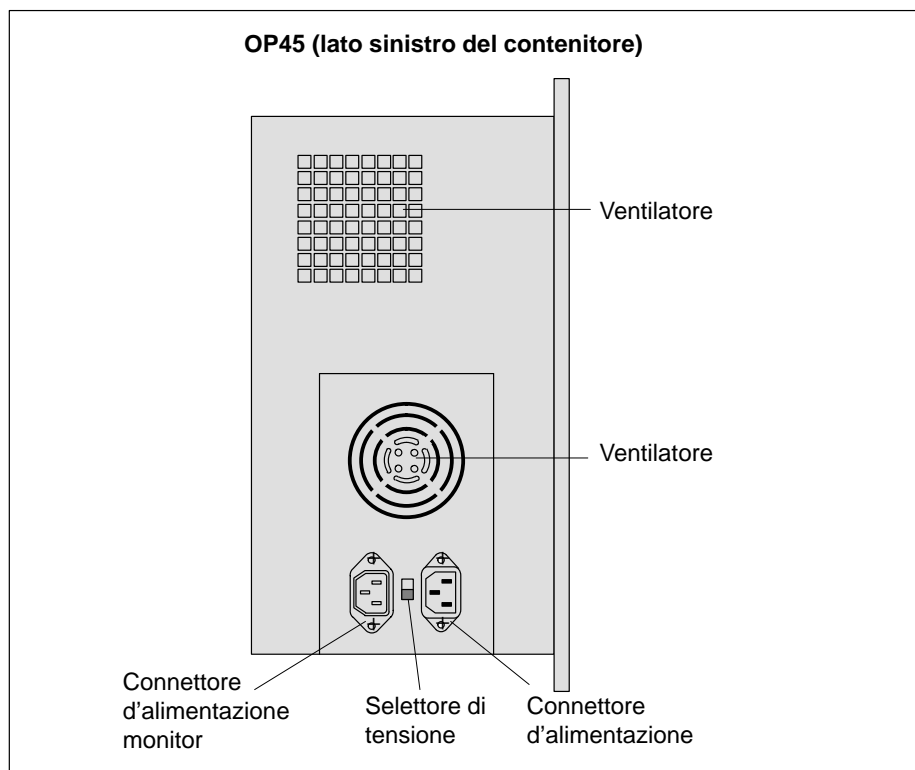 OP45 (lato sinistro del contenitore)
Ventilatore
Ventilatore
Connettore
d’alimentazione
monitor
Selettore di
tensione
Connettore
d’alimentazione